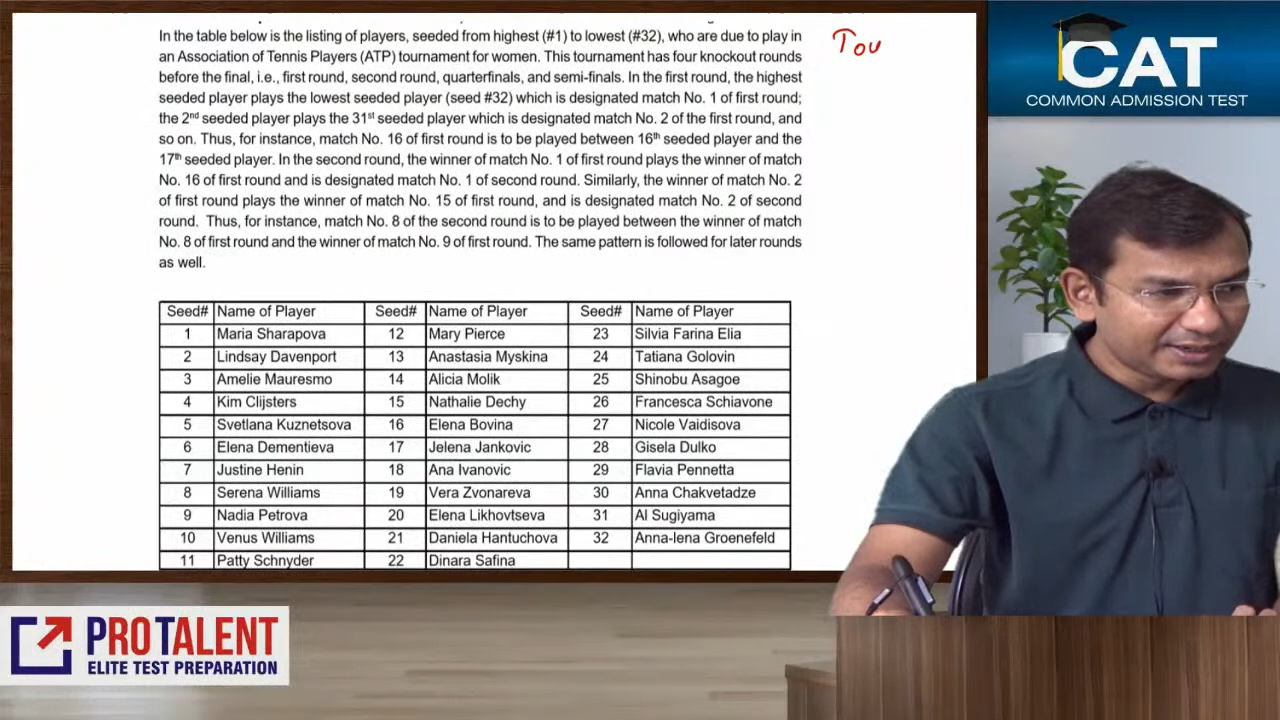 In the table below is the listing of players, seeded from highest (#1) to lowest (#32), who are due to play in
an Association of Tennis Players (ATP) tournament for women. This tournament has four knockout rounds
before the final, i.e., first round, second round, quarterfinals, and semi-finals. In the first round, the highest
seeded player plays the lowest seeded player (seed #32) which is designated match No. 1 of first round;
the 2nd seeded player plays the 31st seeded player which is designated match No. 2 of the first round, and
so on. Thus, for instance, match No. 16 of first round is to be played between 16th seeded player and the
17th seeded player. In the second round, the winner of match No. 1 of first round plays the winner of match
No. 16 of first round and is designated match No. 1 of second round. Similarly, the winner of match No. 2
of first round plays the winner of match No. 15 of first round, and is designated match No. 2 of second
round. Thus, for instance, match No. 8 of the second round is to be played between the winner of match
No. 8 of first round and the winner of match No. 9 of first round. The same pattern is followed for later rounds
as well.
Tou
Seed# Name of Player Seed# Name of Player Seed# Name of Player
1 Maria Sharapova 12 Mary Pierce 23 Silvia Farina Elia
2 Lindsay Davenport 13 Anastasia Myskina 24 Tatiana Golovin
3 Amelie Mauresmo 14 Alicia Molik 25 Shinobu Asagoe
4 Kim Clijsters 15 Nathalie Dechy 26 Francesca Schiavone
5 Svetlana Kuznetsova 16 Elena Bovina 27 Nicole Vaidisova
6 Elena Dementieva 17 Jelena Jankovic 28 Gisela Dulko
7 Justine Henin 18 Ana Ivanovic 29 Flavia Pennetta
8 Serena Williams 19 Vera Zvonareva 30 Anna Chakvetadze
9 Nadia Petrova 20 Elena Likhovtseva 31 Al Sugiyama
10 Venus Williams 21 Daniela Hantuchova 32 Anna-lena Groenefeld
11 Patty Schnyder 22 Dinara Safina
CAT
COMMON ADMISSION TEST
PROTALENT
ELITE TEST PREPARATION